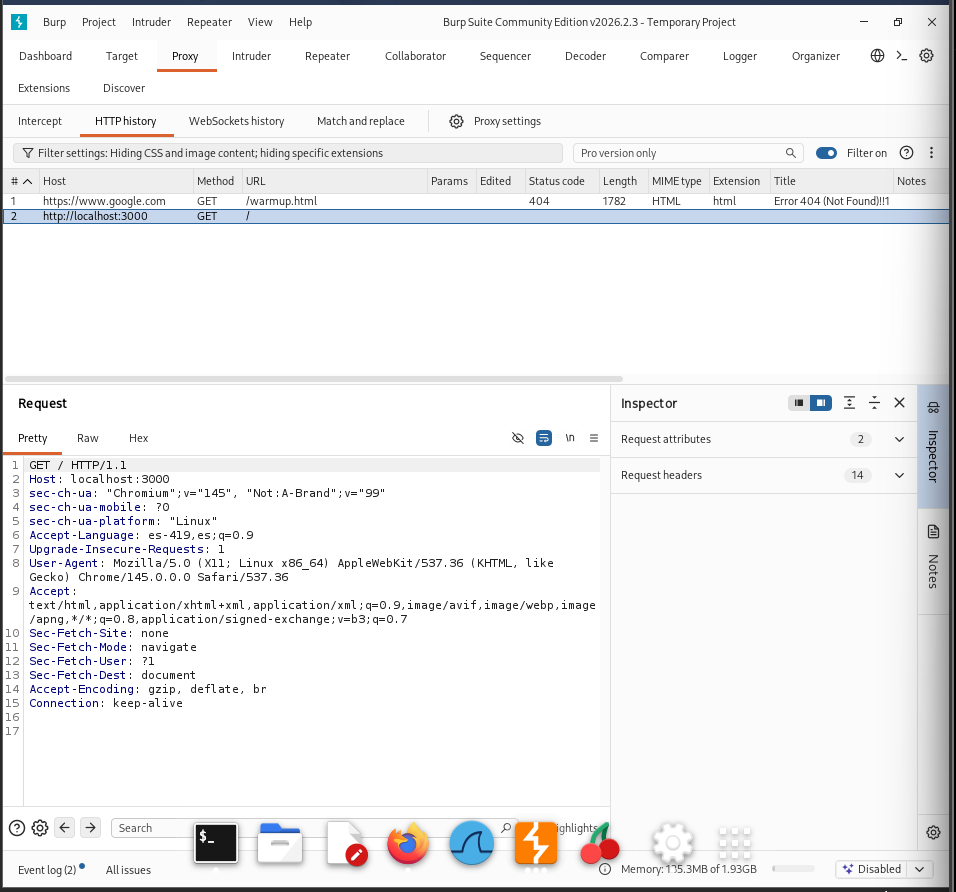 Burp Project Intruder Repeater View Help Burp Suite Community Edition v2026.2.3 - Temporary Project
Dashboard Target Proxy Intruder Repeater Collaborator Sequencer Decoder Comparer Logger Organizer
Extensions Discover
Intercept HTTP history WebSockets history Match and replace Proxy settings
Filter settings: Hiding CSS and image content; hiding specific extensions Pro version only Filter on
# Host Method URL Params Edited Status code Length MIME type Extension Title Notes
1 https://www.google.com GET /warmup.html 404 1782 HTML html Error 404 (Not Found)!!1
2 http://localhost:3000 GET /
Request
Inspector
Pretty Raw Hex \n
Request attributes 2
Request headers 14
Inspector
Notes
1 GET / HTTP/1.1
2 Host: localhost:3000
3 sec-ch-ua: "Chromium";v="145", "Not:A-Brand";v="99"
4 sec-ch-ua-mobile: ?0
5 sec-ch-ua-platform: "Linux"
6 Accept-Language: es-419,es;q=0.9
7 Upgrade-Insecure-Requests: 1
8 User-Agent: Mozilla/5.0 (X11; Linux x86_64) AppleWebKit/537.36 (KHTML, like
Gecko) Chrome/145.0.0.0 Safari/537.36
9 Accept:
text/html,application/xhtml+xml,application/xml;q=0.9,image/avif,image/webp,image
/apng,*/*;q=0.8,application/signed-exchange;v=b3;q=0.7
10 Sec-Fetch-Site: none
11 Sec-Fetch-Mode: navigate
12 Sec-Fetch-User: ?1
13 Sec-Fetch-Dest: document
14 Accept-Encoding: gzip, deflate, br
15 Connection: keep-alive
16
17
Search
$_
Event log (2) All issues Memory: of 1.93GB Disabled